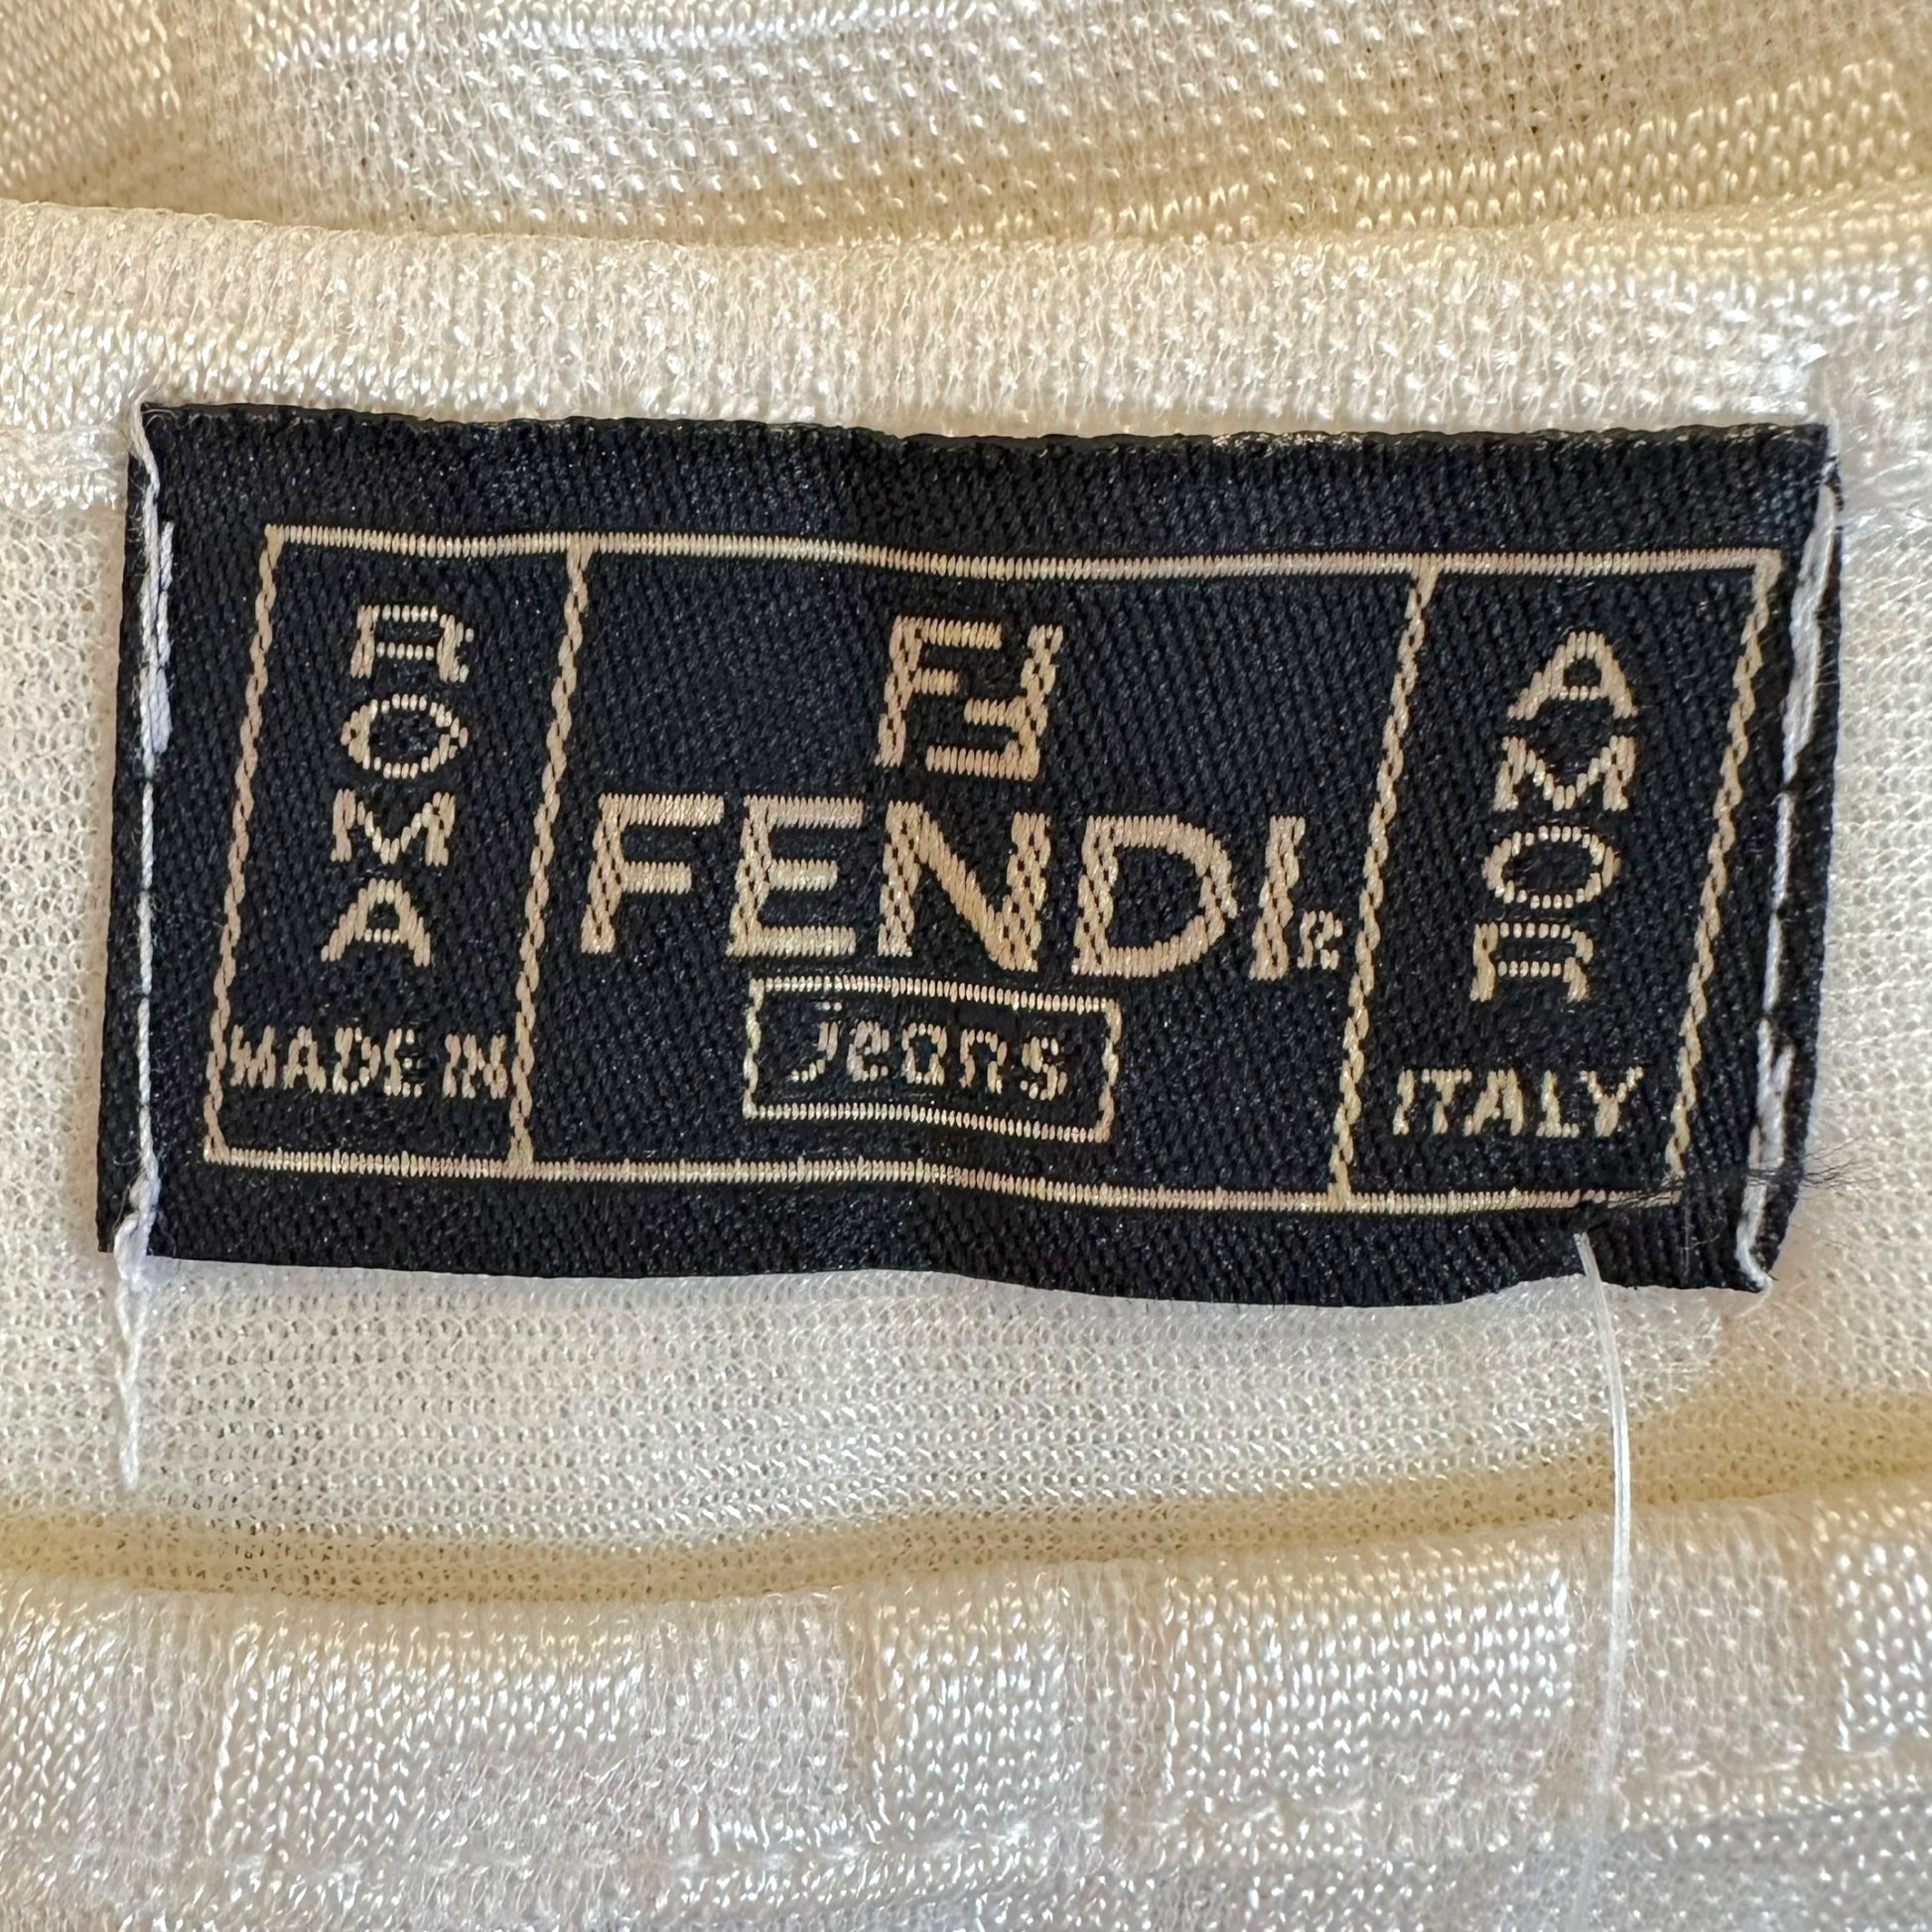 ROMA
MADE IN
FF
FENDI R
jeans
AMOR
ITALY